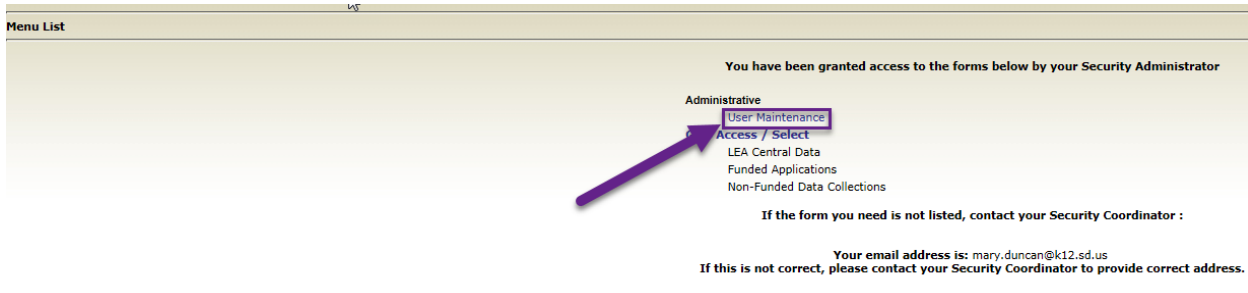 Menu List
You have been granted access to the forms below by your Security Administrator
Administrative
User Maintenance
Access / Select
LEA Central Data
Funded Applications
Non-Funded Data Collections
If the form you need is not listed, contact your Security Coordinator :
Your email address is: mary.duncan@k12.sd.us
If this is not correct, please contact your Security Coordinator to provide correct address.